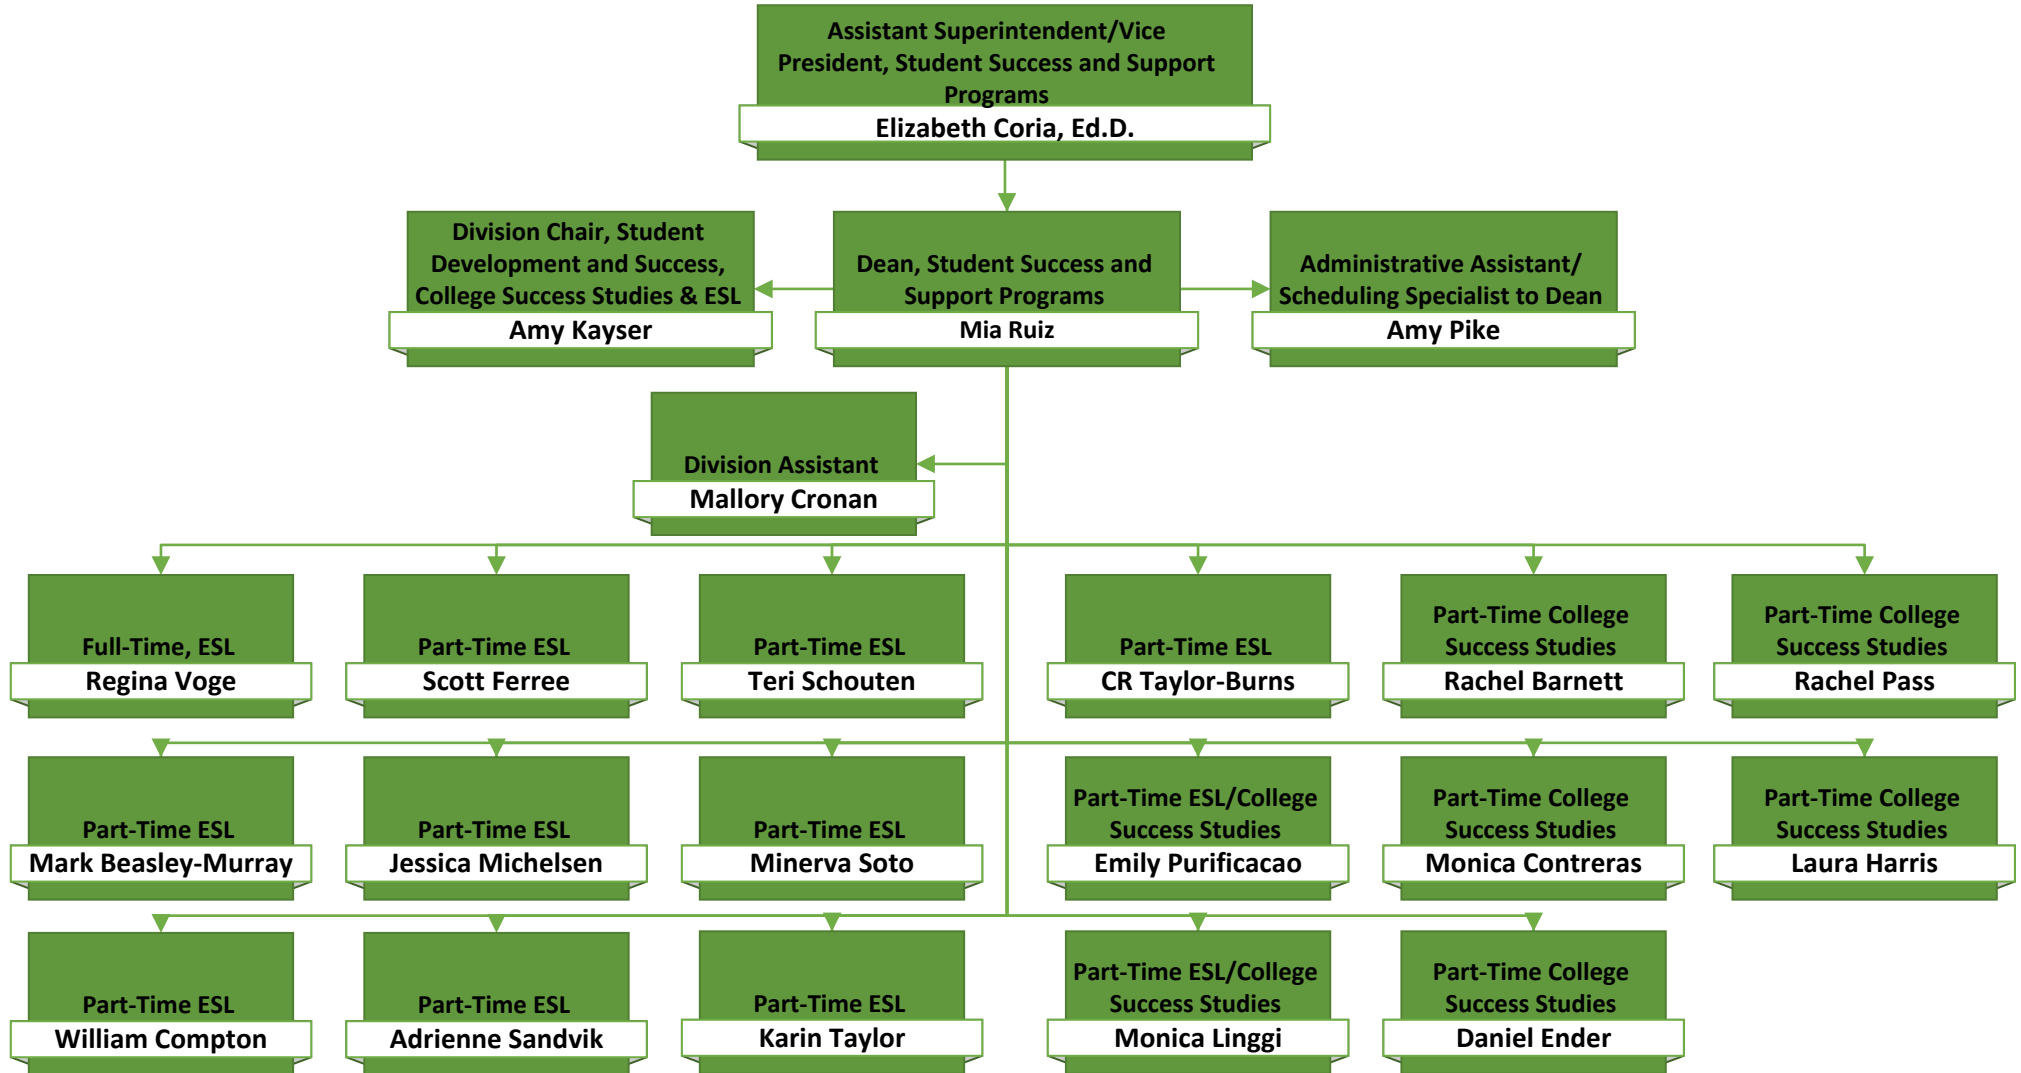 Assistant Superintendent/Vice
President, Student Success and Support
Programs
Elizabeth Coria, Ed.D.
Division Chair, Student
Development and Success,
College Success Studies & ESL
Amy Kayser
Dean, Student Success and
Support Programs
Mia Ruiz
Administrative Assistant/
Scheduling Specialist to Dean
Amy Pike
Division Assistant
Mallory Cronan
Full-Time, ESL
Regina Voge
Part-Time ESL
Scott Ferree
Part-Time ESL
Teri Schouten
Part-Time ESL
CR Taylor-Burns
Part-Time College
Success Studies
Rachel Barnett
Part-Time College
Success Studies
Rachel Pass
Part-Time ESL
Mark Beasley-Murray
Part-Time ESL
Jessica Michelsen
Part-Time ESL
Minerva Soto
Part-Time ESL/College
Success Studies
Emily Purificacao
Part-Time College
Success Studies
Monica Contreras
Part-Time College
Success Studies
Laura Harris
Part-Time ESL
William Compton
Part-Time ESL
Adrienne Sandvik
Part-Time ESL
Karin Taylor
Part-Time ESL/College
Success Studies
Monica Linggi
Part-Time College
Success Studies
Daniel Ender